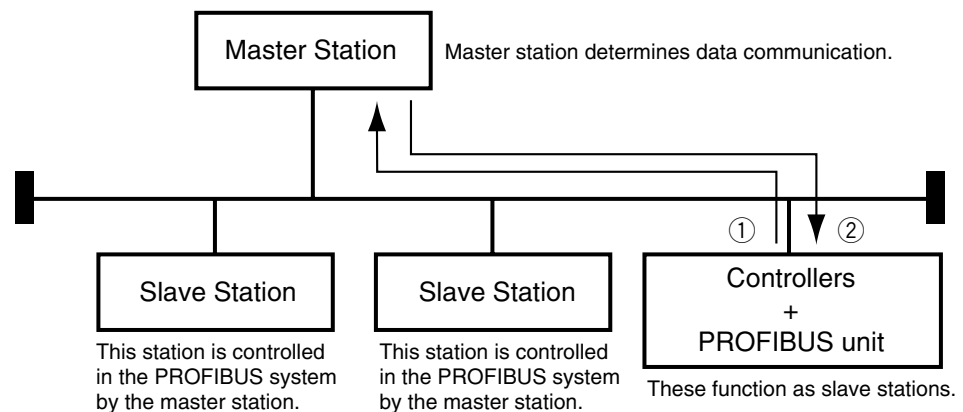 Master Station
Master station determines data communication.
① ②
Slave Station
Slave Station
Controllers
+
PROFIBUS unit
This station is controlled
in the PROFIBUS system
by the master station.
This station is controlled
in the PROFIBUS system
by the master station.
These function as slave stations.